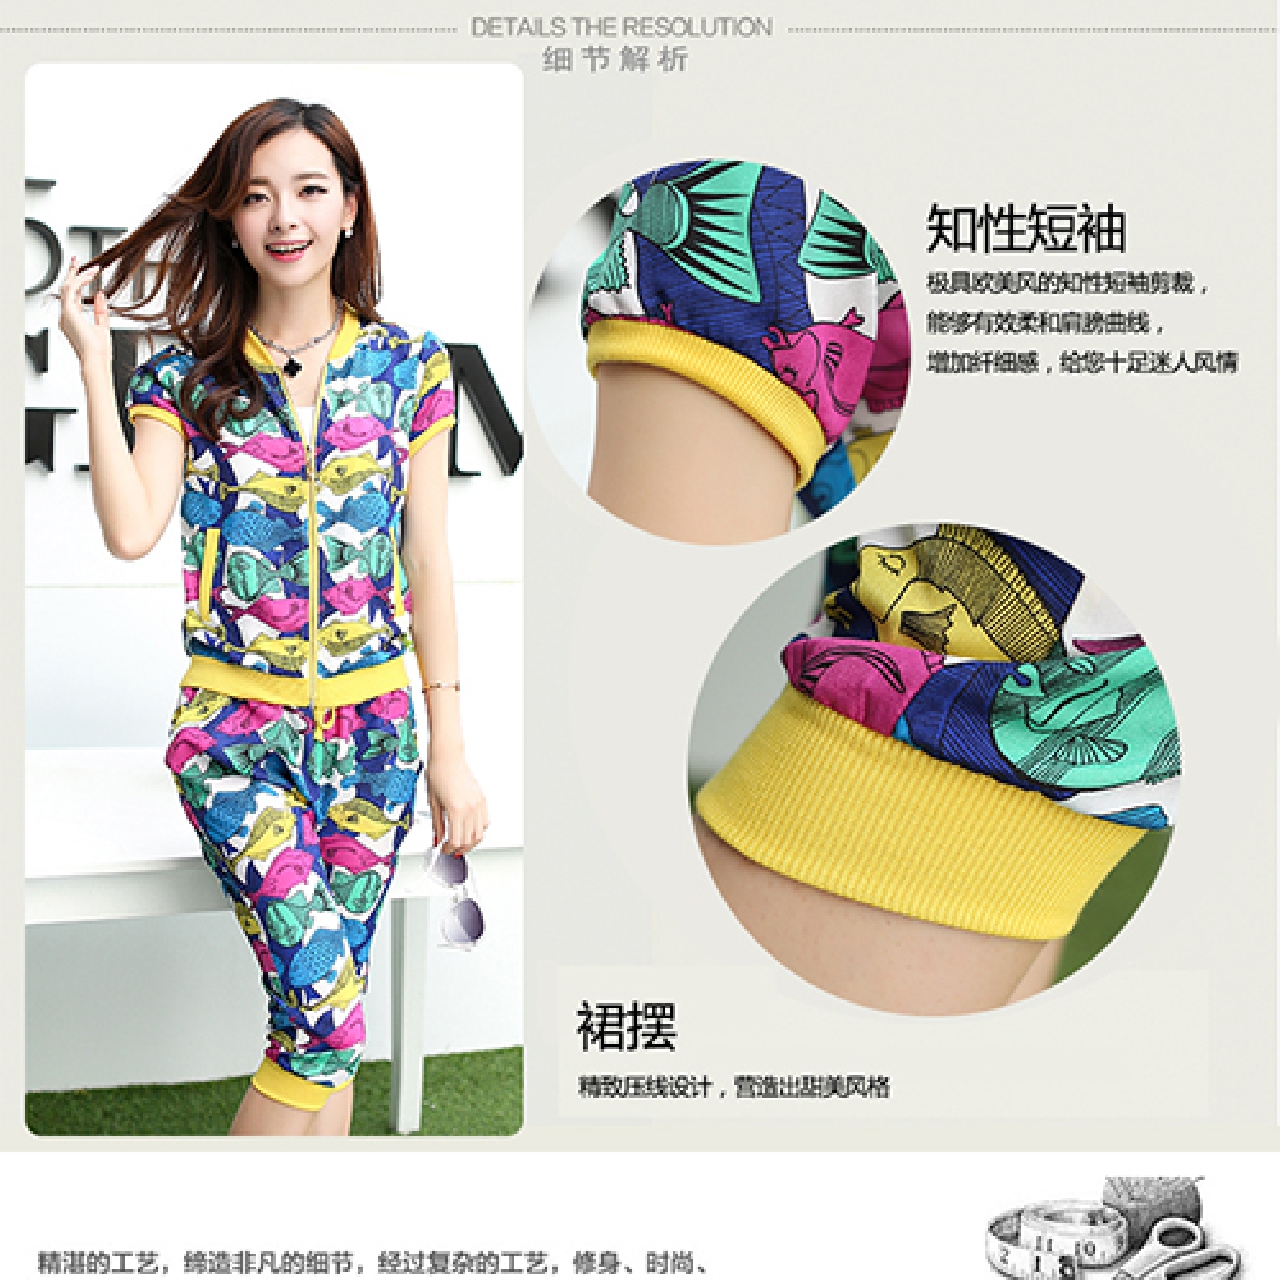 DETAILS THE RESOLUTION
细节解析
知性短袖
极具欧美风的知性短袖剪裁，
能够有效柔和肩膀曲线，
增加纤细感，给您十足迷人风情
裙摆
精致压线设计，营造出甜美风格
精湛的工艺，缔造非凡的细节，经过复杂的工艺，修身、时尚、
2 11 10 9